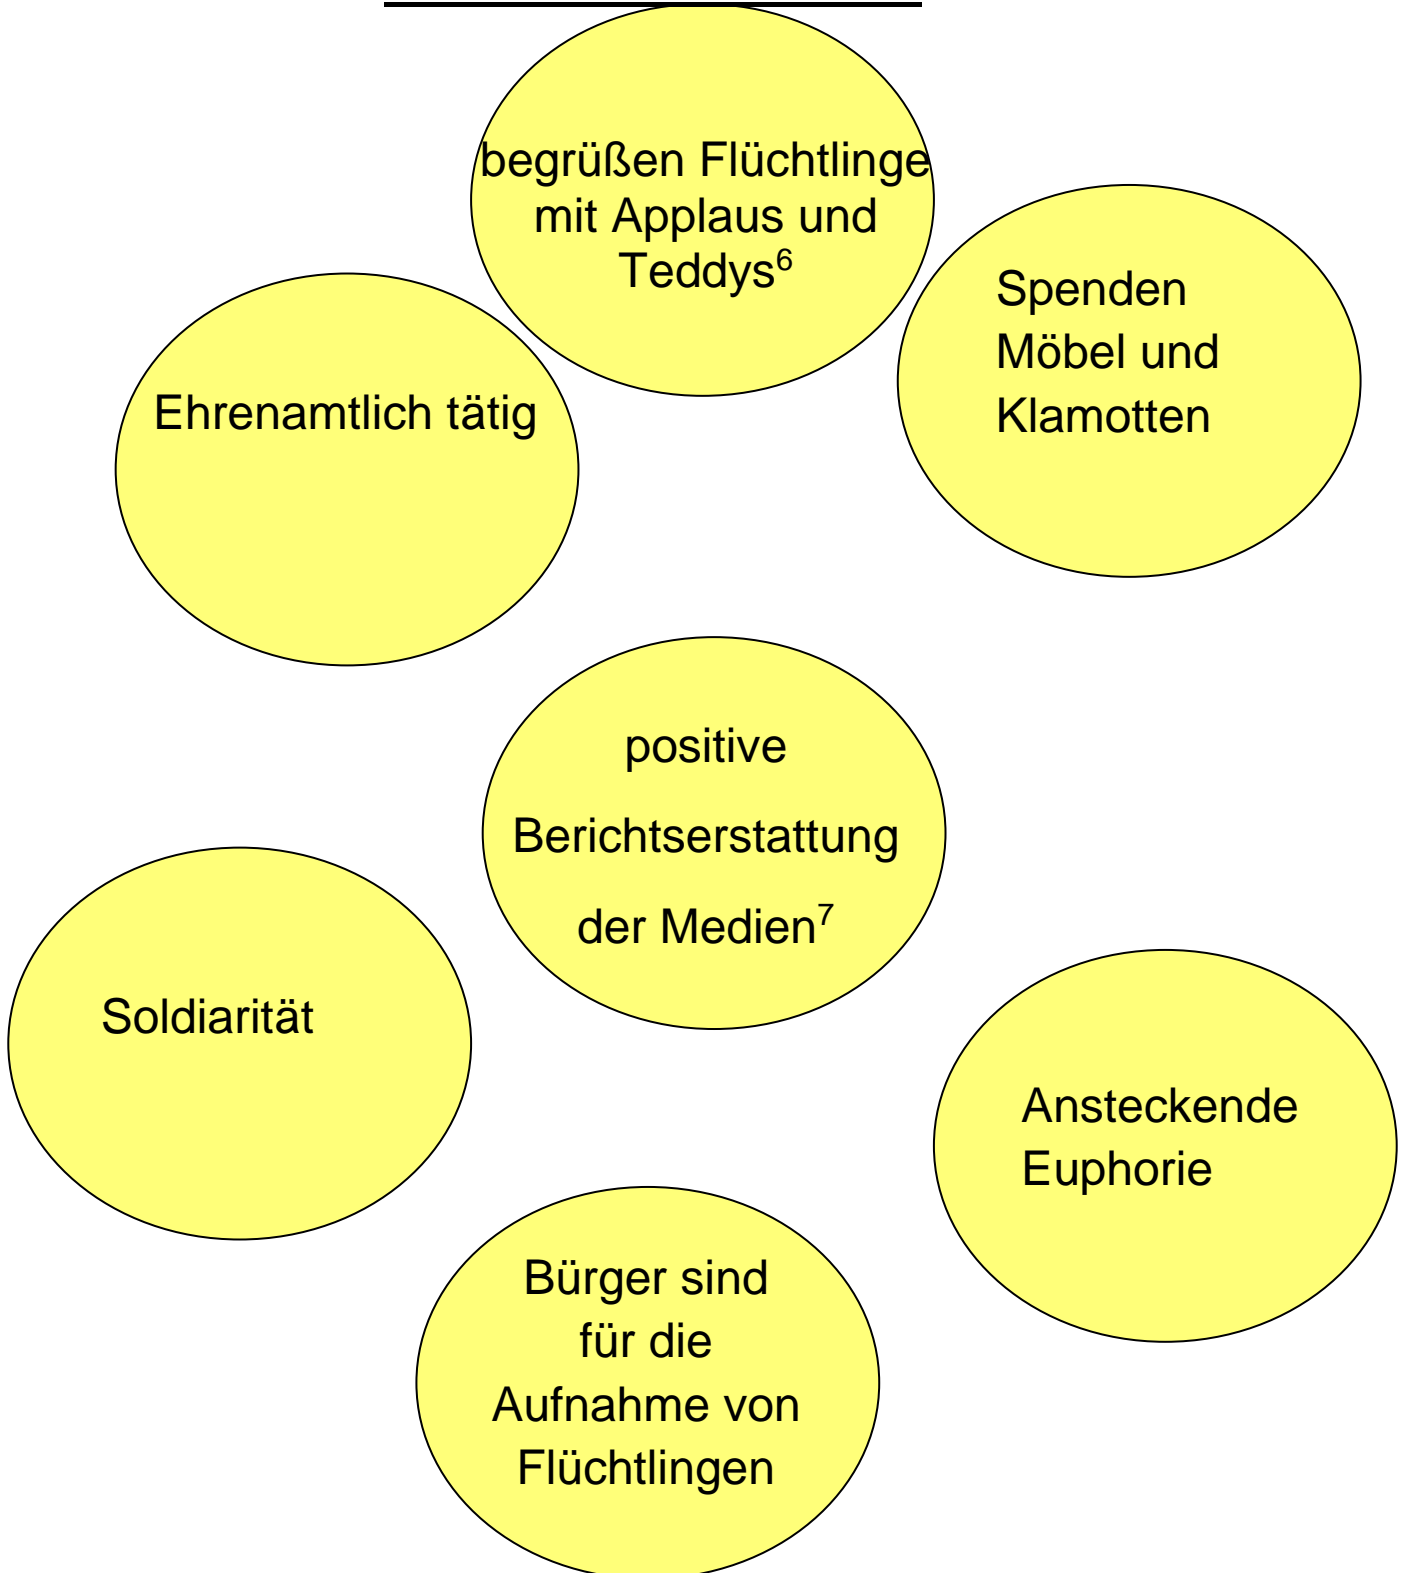 begrüßen Flüchtlinge
mit Applaus und
Teddys⁶
Spenden
Möbel und
Klamotten
Ehrenamtlich tätig
positive
Berichtserstattung
der Medien⁷
Soldiarität
Ansteckende
Euphorie
Bürger sind
für die
Aufnahme von
Flüchtlingen